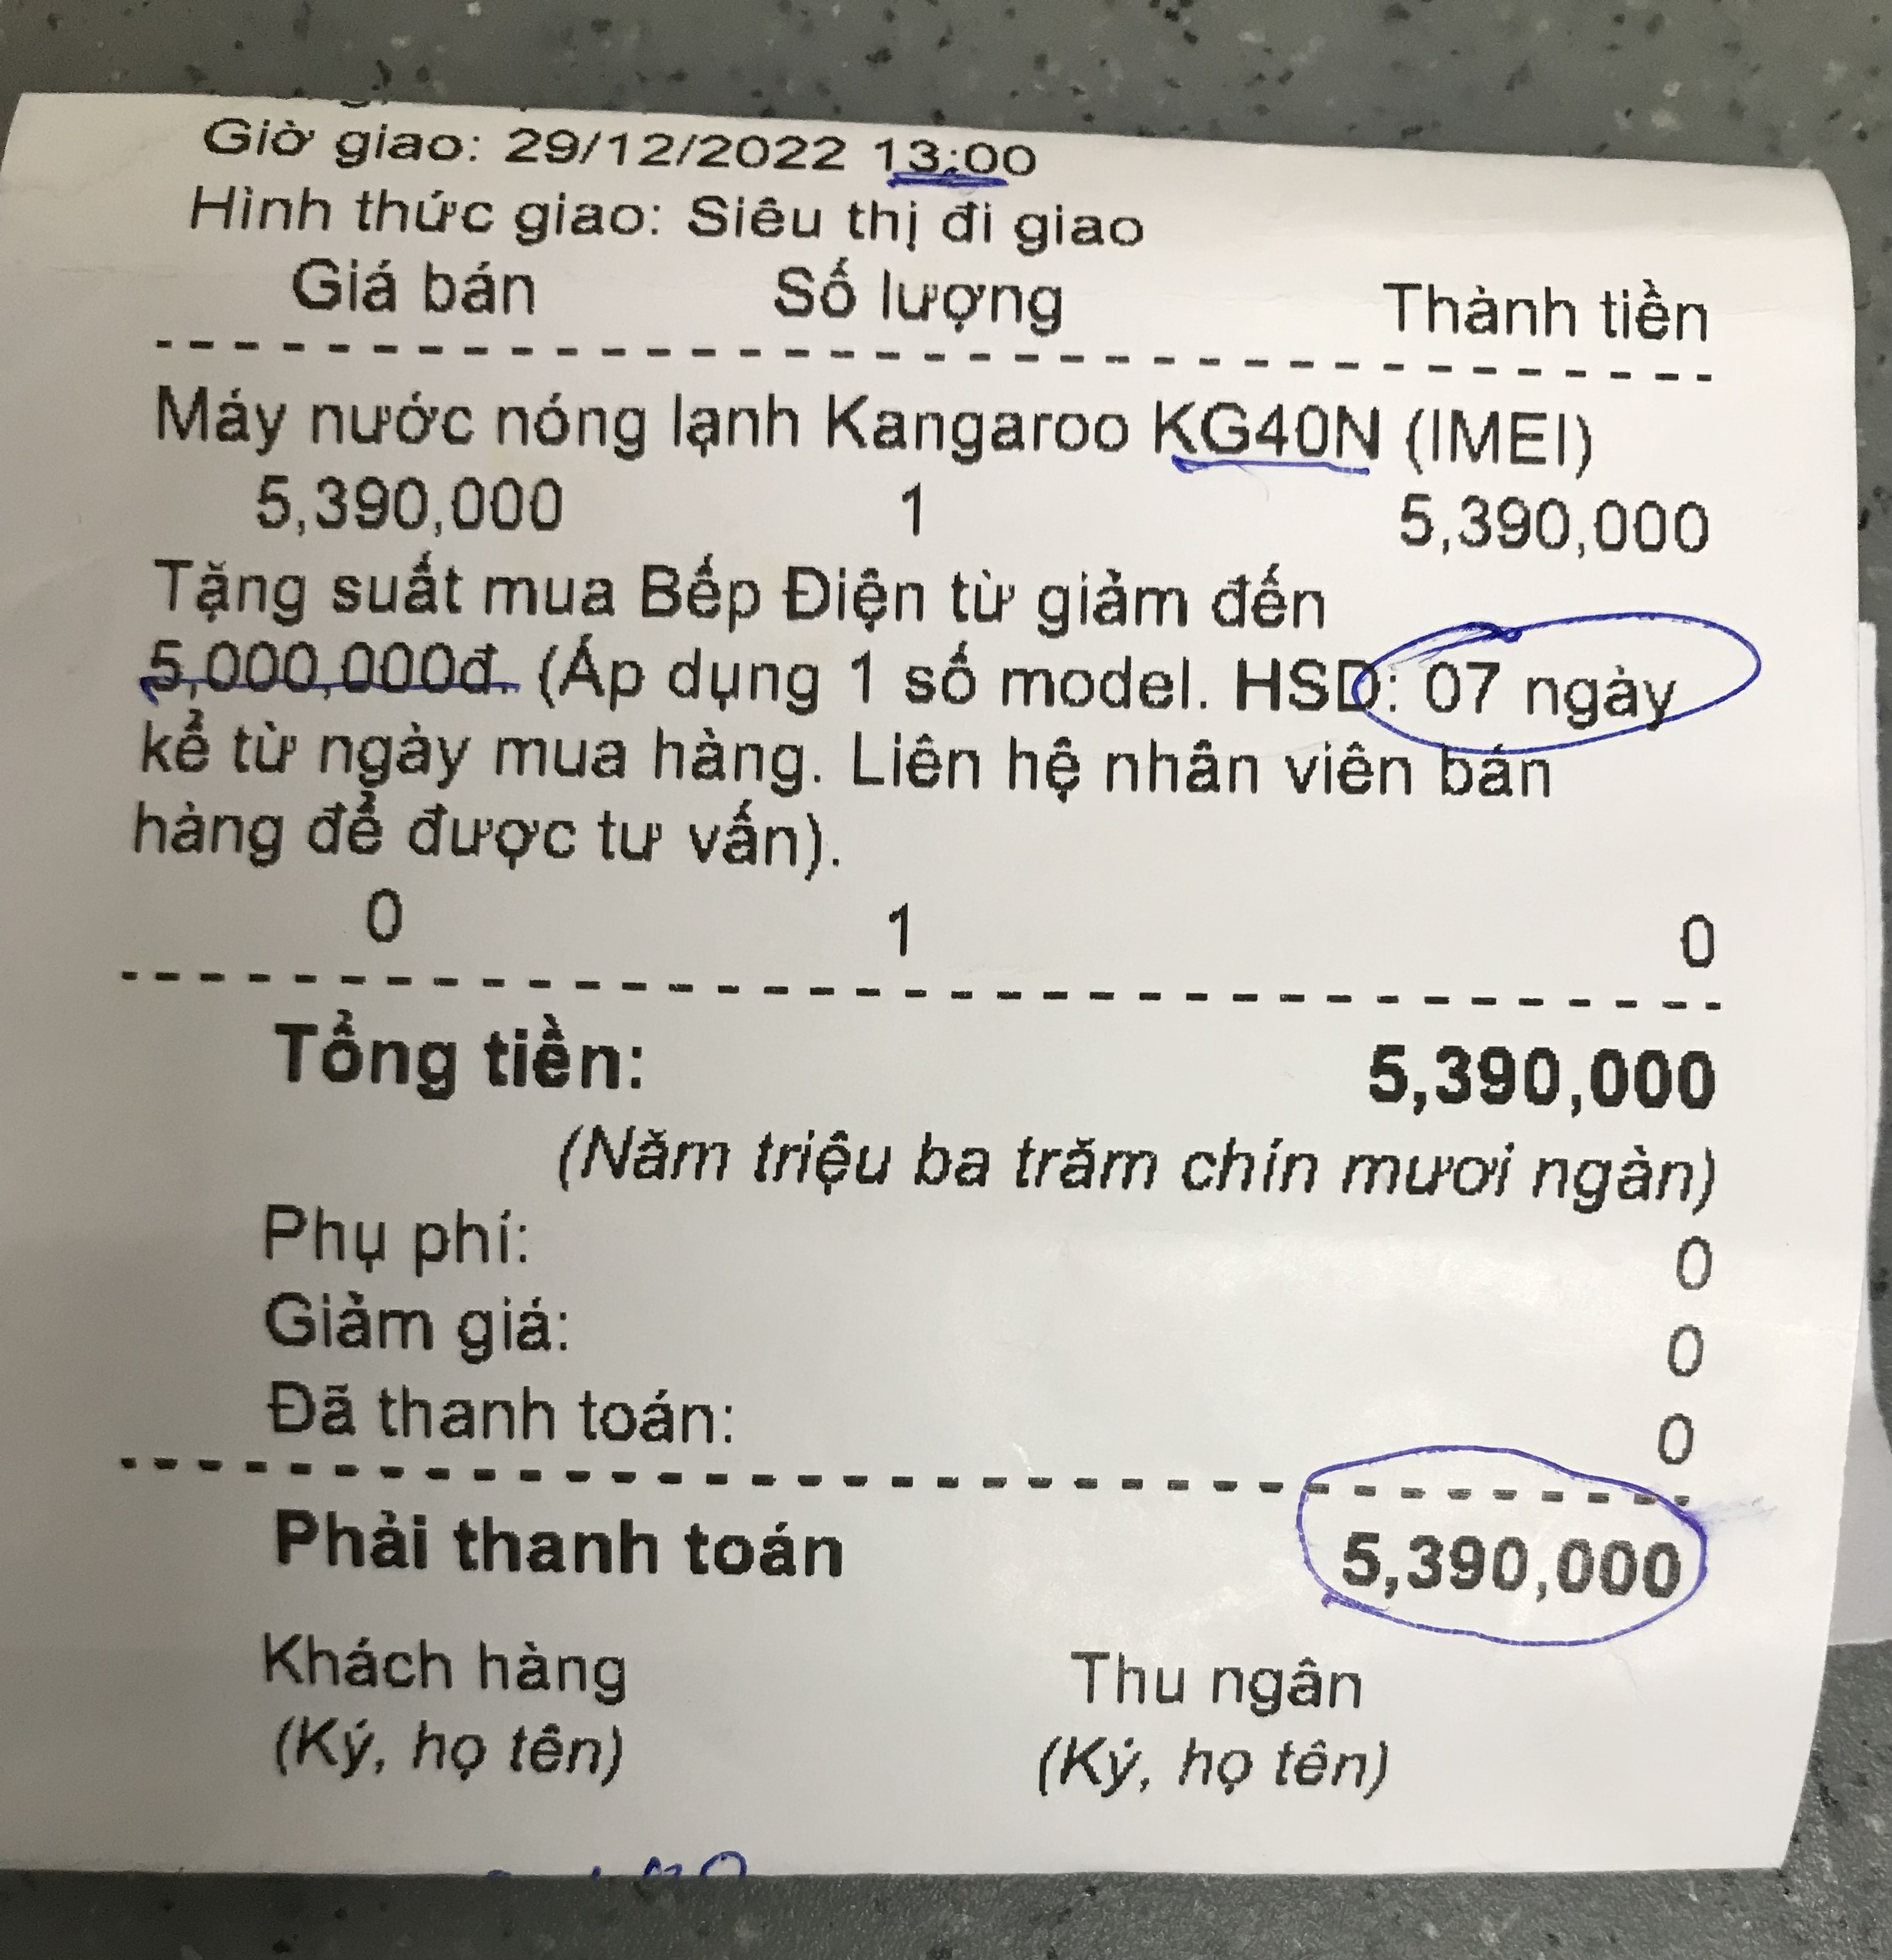 Giờ giao: 29/12/2022 13:00
Hình thức giao: Siêu thị đi giao
Giá bán Số lượng Thành tiền
Máy nước nóng lạnh Kangaroo KG40N (IMEI)
5,390,000 1 5,390,000
Tặng suất mua Bếp Điện từ giảm đến
5,000,000đ. (Áp dụng 1 số model. HSD: 07 ngày
kể từ ngày mua hàng. Liên hệ nhân viên bán
hàng để được tư vấn).
0 1 0
Tổng tiền: 5,390,000
(Năm triệu ba trăm chín mươi ngàn)
Phụ phí: 0
Giảm giá: 0
Đã thanh toán: 0
Phải thanh toán 5,390,000
Khách hàng Thu ngân
(Ký, họ tên) (Ký, họ tên)